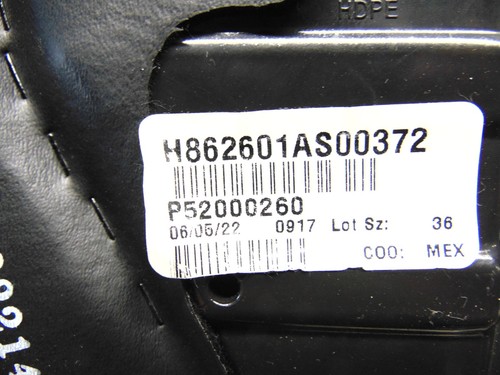 HDPE
H862601AS00372
P52000260
06/05/22 0917 Lot Sz: 36
COO: MEX